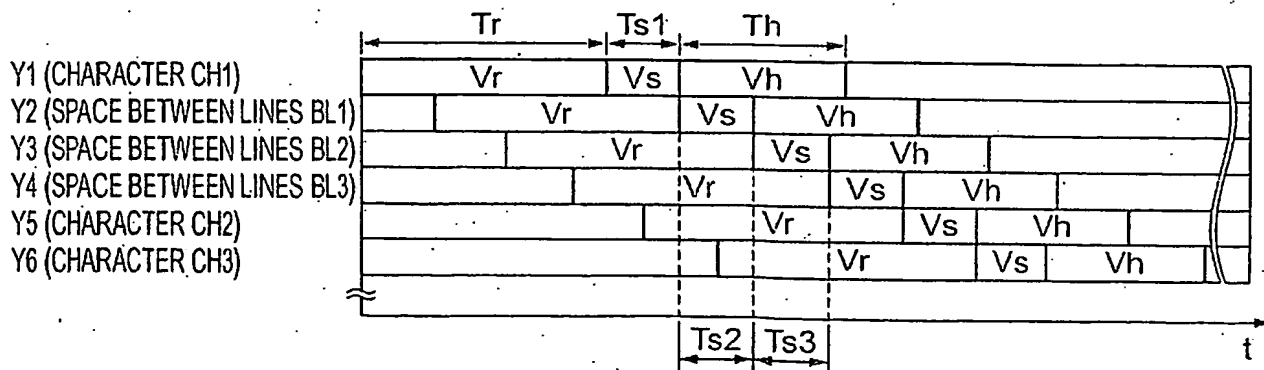 Tr Ts1 Th
Y1 (CHARACTER CH1) Vr Vs Vh
Y2 (SPACE BETWEEN LINES BL1) Vr Vs Vh
Y3 (SPACE BETWEEN LINES BL2) Vr Vs Vh
Y4 (SPACE BETWEEN LINES BL3) Vr Vs Vh
Y5 (CHARACTER CH2) Vr Vs Vh
Y6 (CHARACTER CH3) Vr Vs Vh
Ts2 Ts3 t